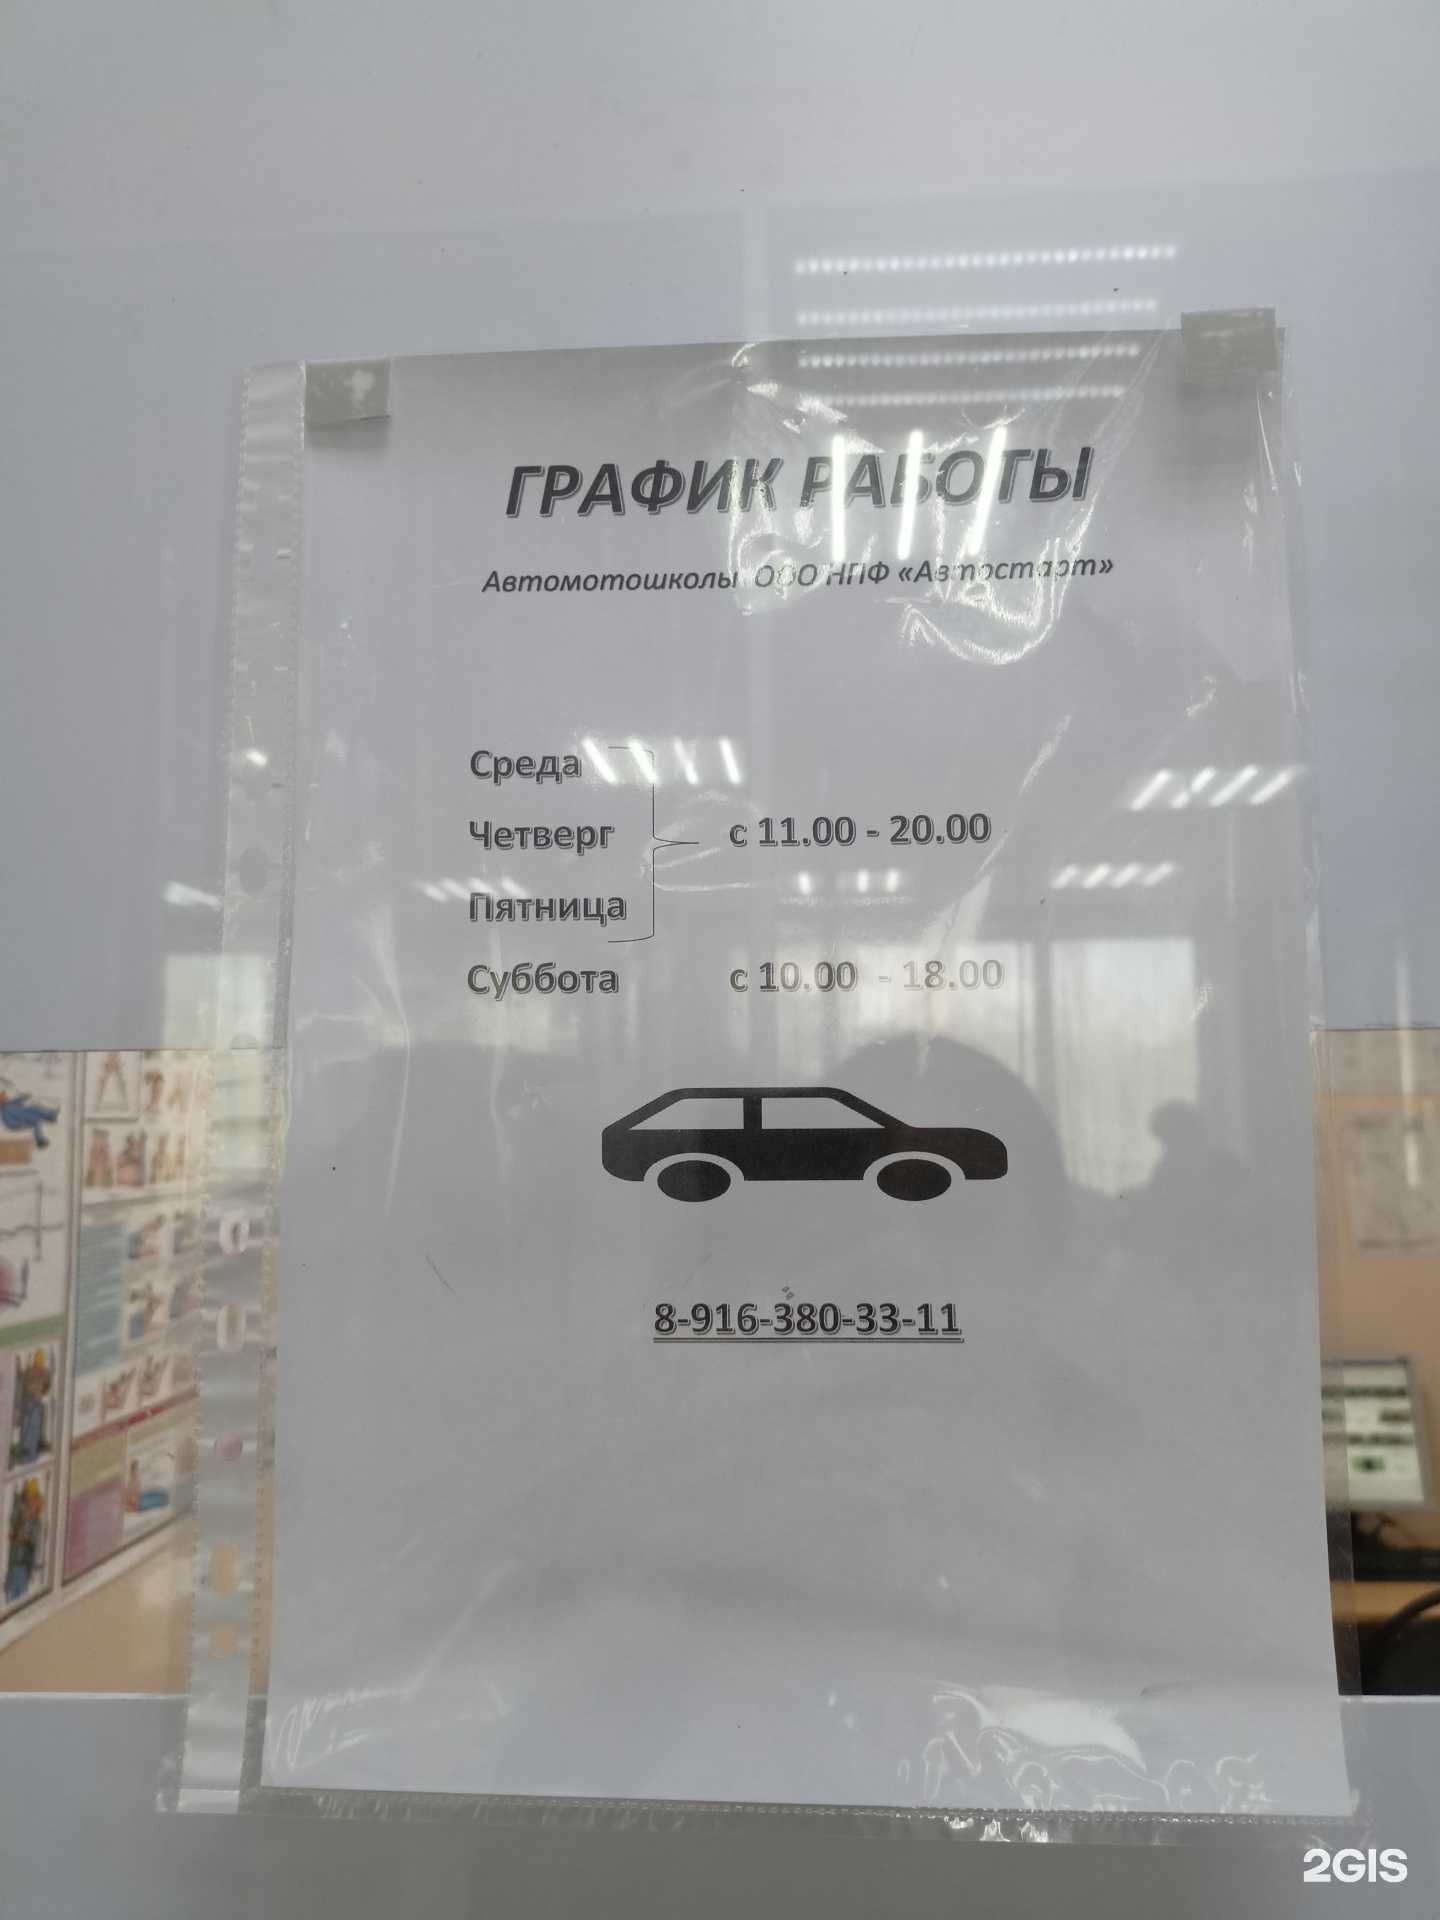 ГРАФИК РАБОТЫ
Автомотошколы ООО НПФ «Автостарт»
Среда
Четверг с 11.00 - 20.00
Пятница
Суббота с 10.00 - 18.00
8-916-380-33-11
2GIS